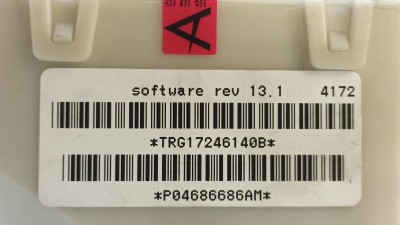 A
software rev 13.1 4172
*TRG17246140B*
*P04686686AM*